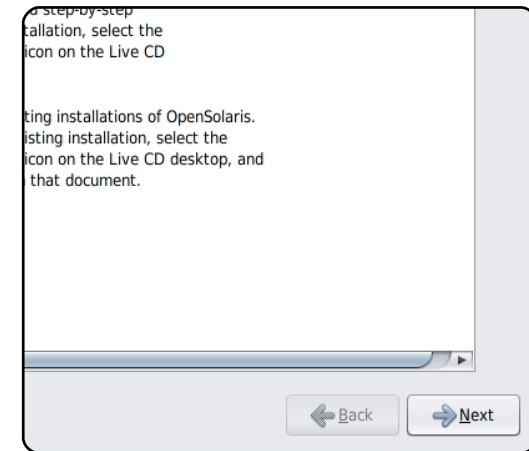 a step-by-step
tallation, select the
icon on the Live CD
ting installations of OpenSolaris.
isting installation, select the
icon on the Live CD desktop, and
that document.
Back
Next